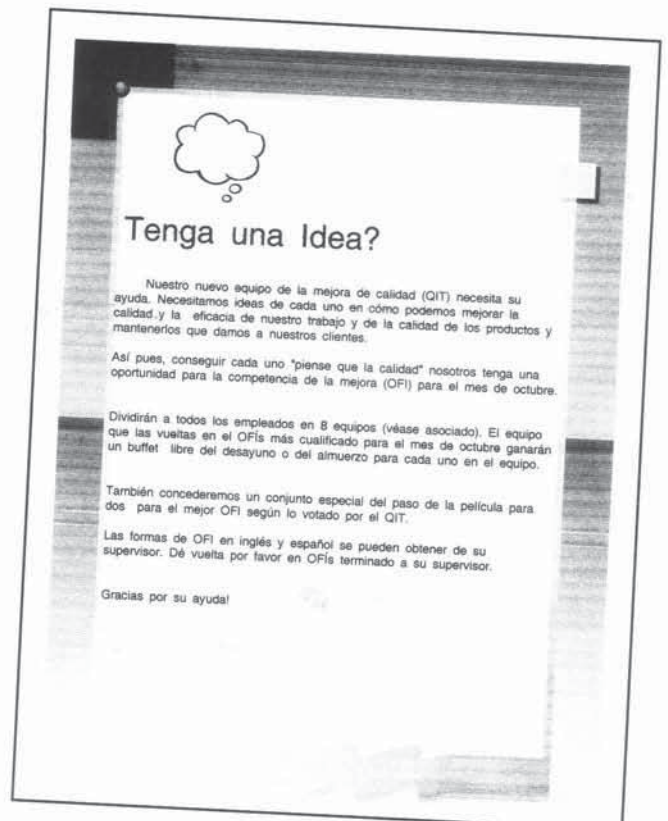 Tenga una Idea?
Nuestro nuevo equipo de la mejora de calidad (QIT) necesita su
ayuda. Necesitamos ideas de cada uno en cómo podemos mejorar la
calidad y la eficacia de nuestro trabajo y de la calidad de los productos y
mantenerlos que damos a nuestros clientes.
Así pues, conseguir cada uno "piense que la calidad" nosotros tenga una
oportunidad para la competencia de la mejora (OFI) para el mes de octubre.
Dividirán a todos los empleados en 8 equipos (véase asociado). El equipo
que las vueltas en el OFÍs más cualificado para el mes de octubre ganarán
un buffet libre del desayuno o del almuerzo para cada uno en el equipo.
También concederemos un conjunto especial del paso de la película para
dos para el mejor OFI según lo votado por el QIT.
Las formas de OFI en inglés y español se pueden obtener de su
supervisor. Dé vuelta por favor en OFÍs terminado a su supervisor.
Gracias por su ayuda!